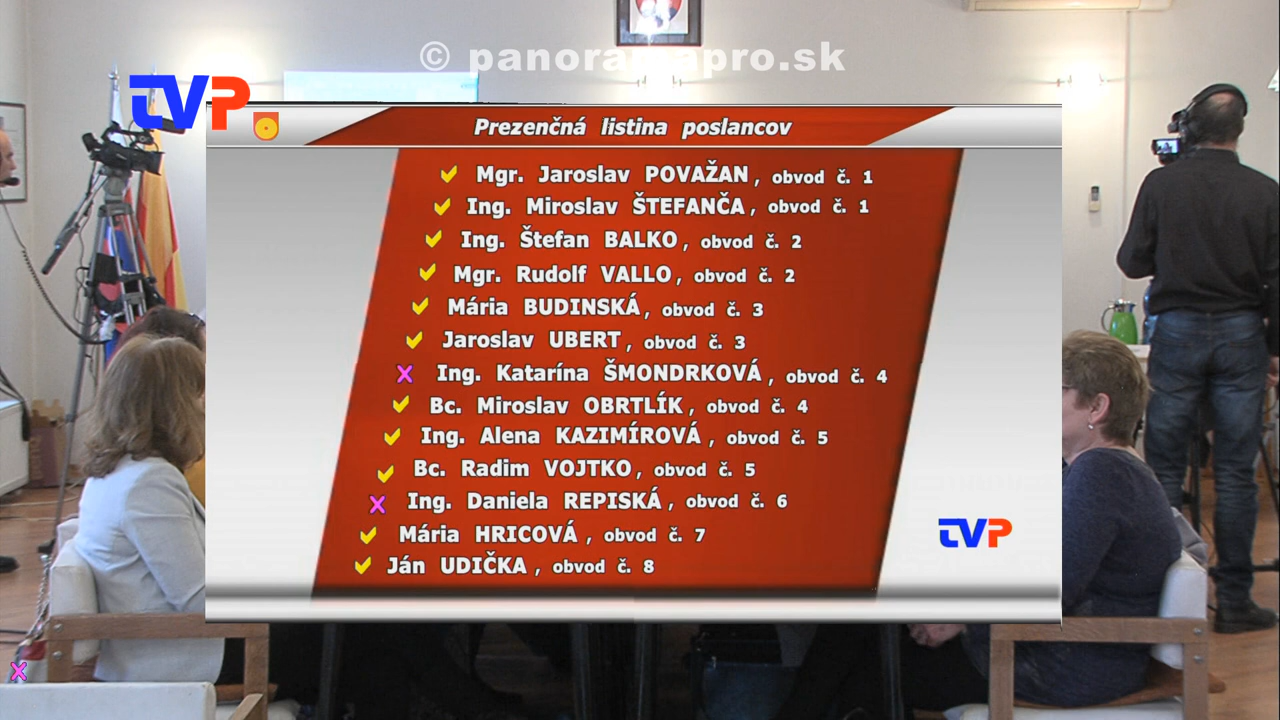 © panoramapro.sk
TVP
Prezenčná listina poslancov
Mgr. Jaroslav POVAŽAN, obvod č. 1
Ing. Miroslav ŠTEFANČA, obvod č. 1
Ing. Štefan BALKO, obvod č. 2
Mgr. Rudolf VALLO, obvod č. 2
Mária BUDINSKÁ, obvod č. 3
Jaroslav UBERT, obvod č. 3
Ing. Katarína ŠMONDRKOVÁ, obvod č. 4
Bc. Miroslav OBRTLÍK, obvod č. 4
Ing. Alena KAZIMÍROVÁ, obvod č. 5
Bc. Radim VOJTKO, obvod č. 5
Ing. Daniela REPISKÁ, obvod č. 6
Mária HRICOVÁ, obvod č. 7
Ján UDIČKA, obvod č. 8
TVP